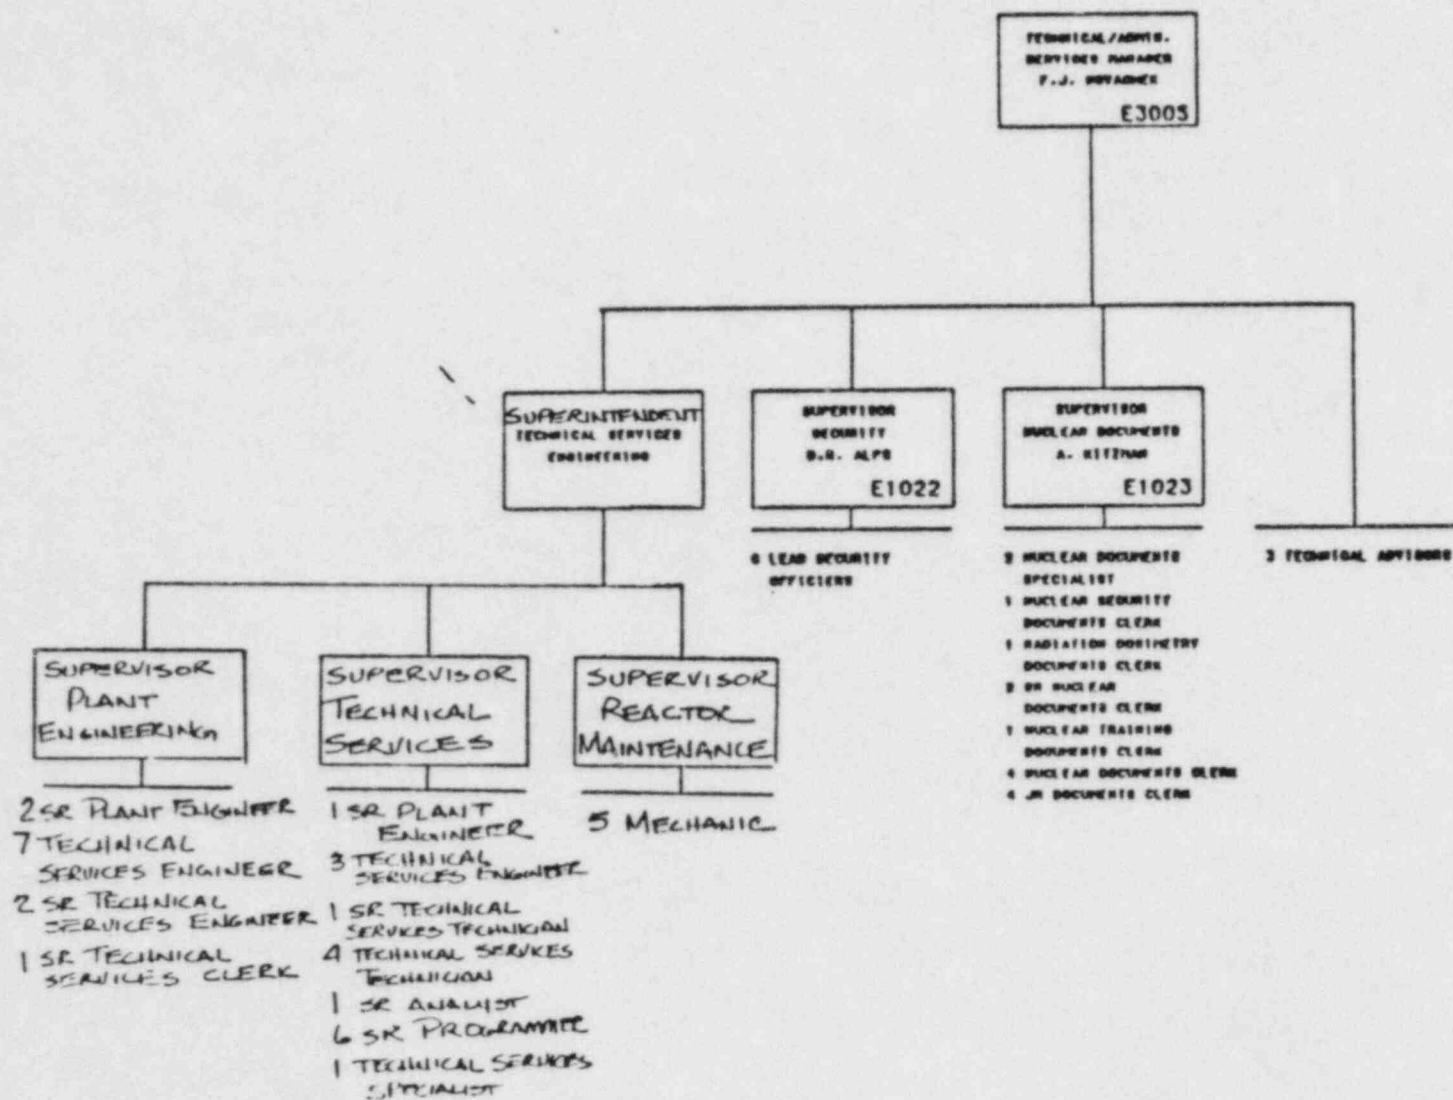 TECHNICAL/ADMIN.
SERVICES MANAGER
F.J.
E3005
SUPERINTENDENT
TECHNICAL SERVICES
ENGINEERING
SUPERVISOR
SECURITY
ALPS
E1022
SUPERVISOR
NUCLEAR DOCUMENTS
A. KITZMAN
E1023
LEAD SECURITY
OFFICIERS
NUCLEAR DOCUMENTS
SPECIALIST
1 NUCLEAR SECURITY
DOCUMENTS CLERK
1 RADIATION DOSIMETRY
DOCUMENTS CLERK
SR NUCLEAR
DOCUMENTS CLERK
NUCLEAR TRAINING
DOCUMENTS CLERK
4 NUCLEAR DOCUMENTS CLERK
4 JR DOCUMENTS CLERK
3 TECHNICAL ADVISORS
SUPERVISOR
PLANT
ENGINEERING
2 SR PLANT ENGINEER
7 TECHNICAL
SERVICES ENGINEER
2 SR TECHNICAL
SERVICES ENGINEER
1 SR TECHNICAL
SERVICES CLERK
SUPERVISOR
TECHNICAL
SERVICES
1 SR PLANT
ENGINEER
3 TECHNICAL
SERVICES ENGINEER
1 SR TECHNICAL
SERVICES TECHNICIAN
4 TECHNICAL SERVICES
TECHNICIAN
1 SR ANALYST
6 SR PROGRAMMER
1 TECHNICAL SERVICES
SPECIALIST
SUPERVISOR
REACTOR
MAINTENANCE
5 MECHANIC